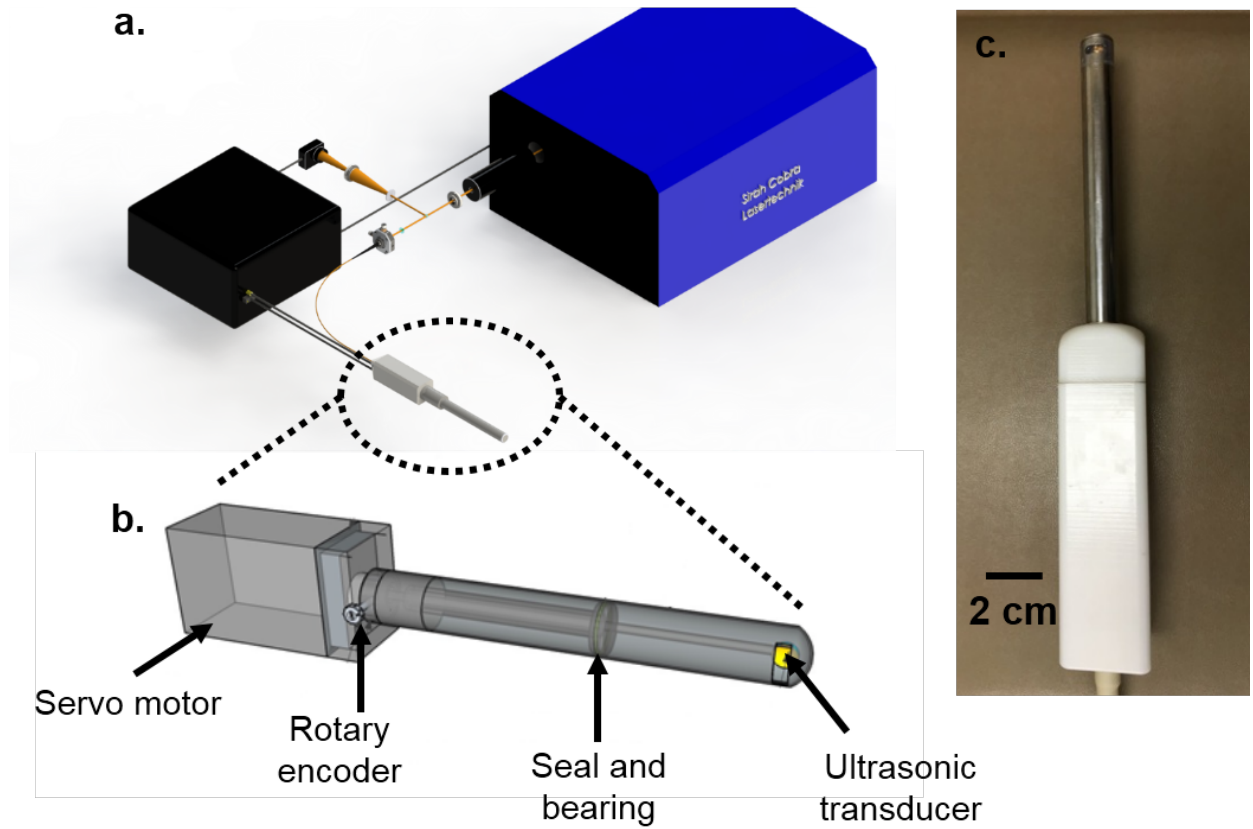 a.
Sirah Cobra
Lasertechnik
b.
Servo motor
Rotary
encoder
Seal and
bearing
Ultrasonic
transducer
c.
2 cm